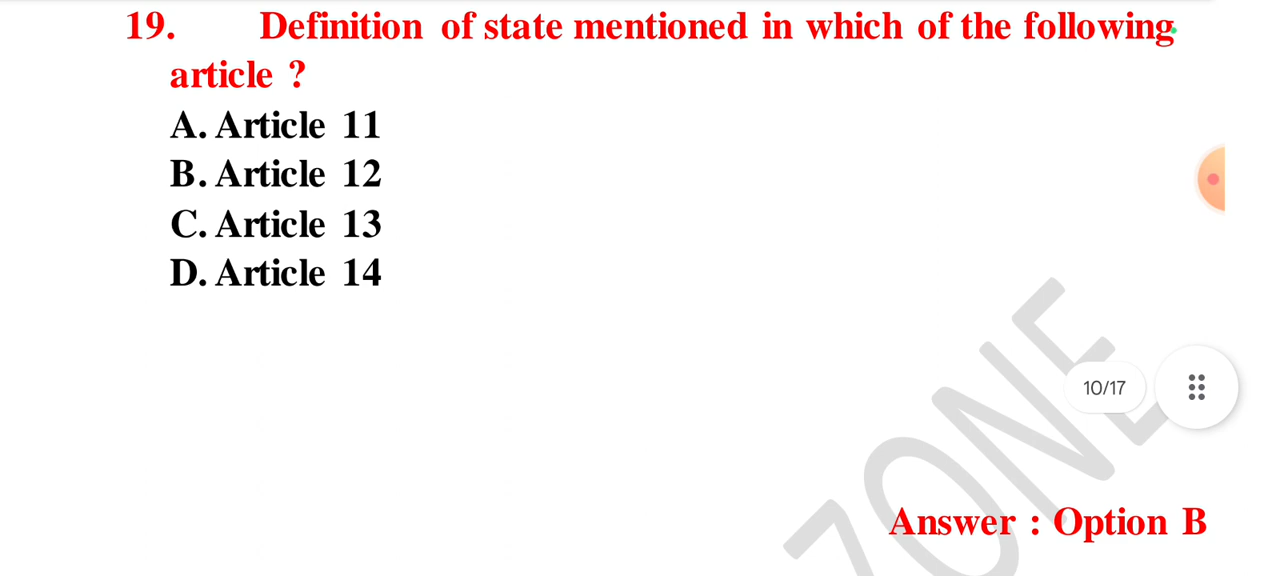 19. Definition of state mentioned in which of the following
article ?
A. Article 11
B. Article 12
C. Article 13
D. Article 14
10/17
ZONE
Answer : Option B